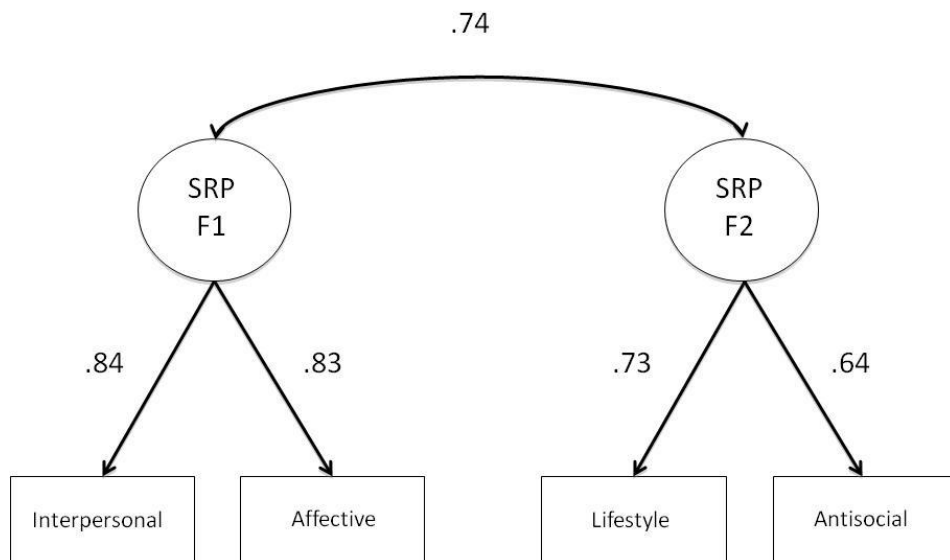 .74
SRP
F1
SRP
F2
.84
.83
.73
.64
Interpersonal
Affective
Lifestyle
Antisocial